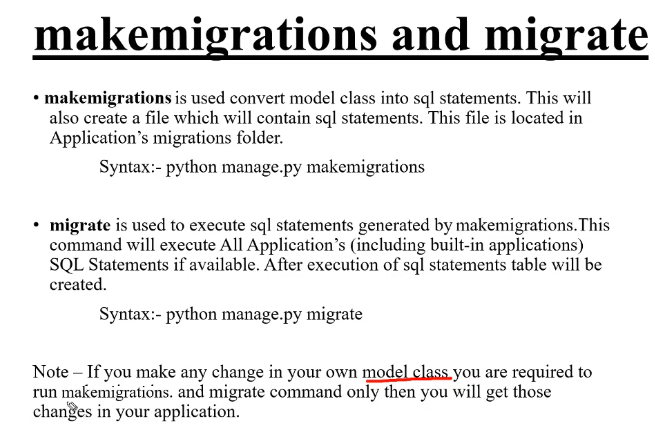 makemigrations and migrate
• makemigrations is used convert model class into sql statements. This will
also create a file which will contain sql statements. This file is located in
Application's migrations folder.
Syntax:- python manage.py makemigrations
• migrate is used to execute sql statements generated by makemigrations.This
command will execute All Application's (including built-in applications)
SQL Statements if available. After execution of sql statements table will be
created.
Syntax:- python manage.py migrate
Note – If you make any change in your own model class you are required to
run makemigrations. and migrate command only then you will get those
changes in your application.